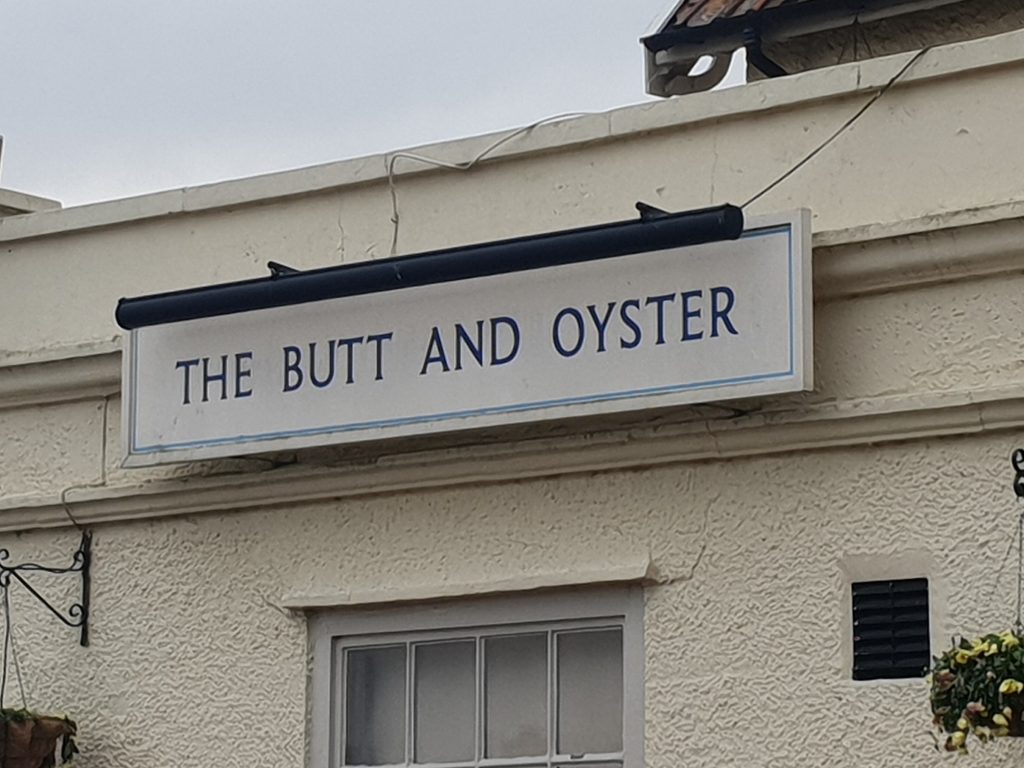 THE BUTT AND OYSTER